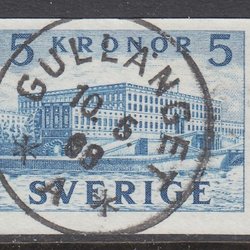 5 KRONOR 5
GULLÄNGET
10.5.
69
A
SVERIGE